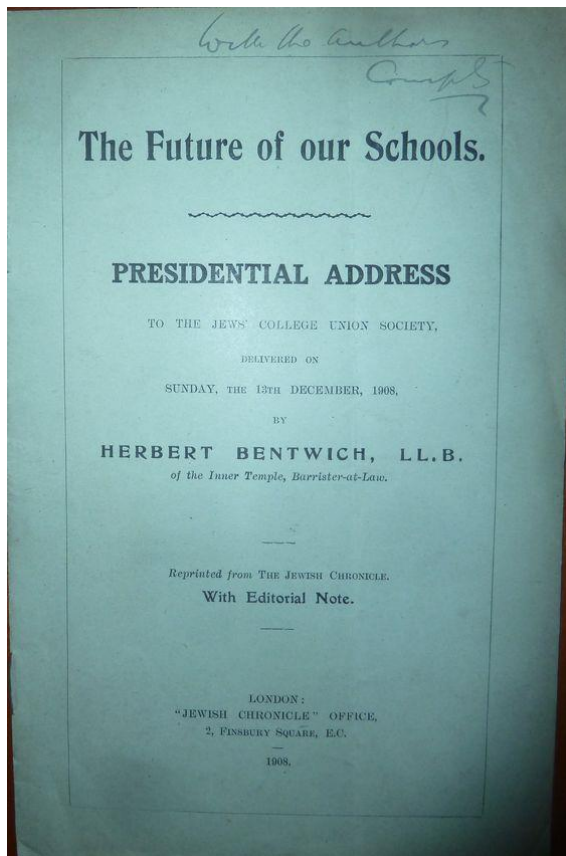 With the authors
Compts
The Future of our Schools.
PRESIDENTIAL ADDRESS
TO THE JEWS' COLLEGE UNION SOCIETY,
DELIVERED ON
SUNDAY, THE 13TH DECEMBER, 1908,
BY
HERBERT BENTWICH, LL.B.
of the Inner Temple, Barrister-at-Law.
Reprinted from THE JEWISH CHRONICLE.
With Editorial Note.
LONDON:
"JEWISH CHRONICLE" OFFICE,
2, FINSBURY SQUARE, E.C.
1908.